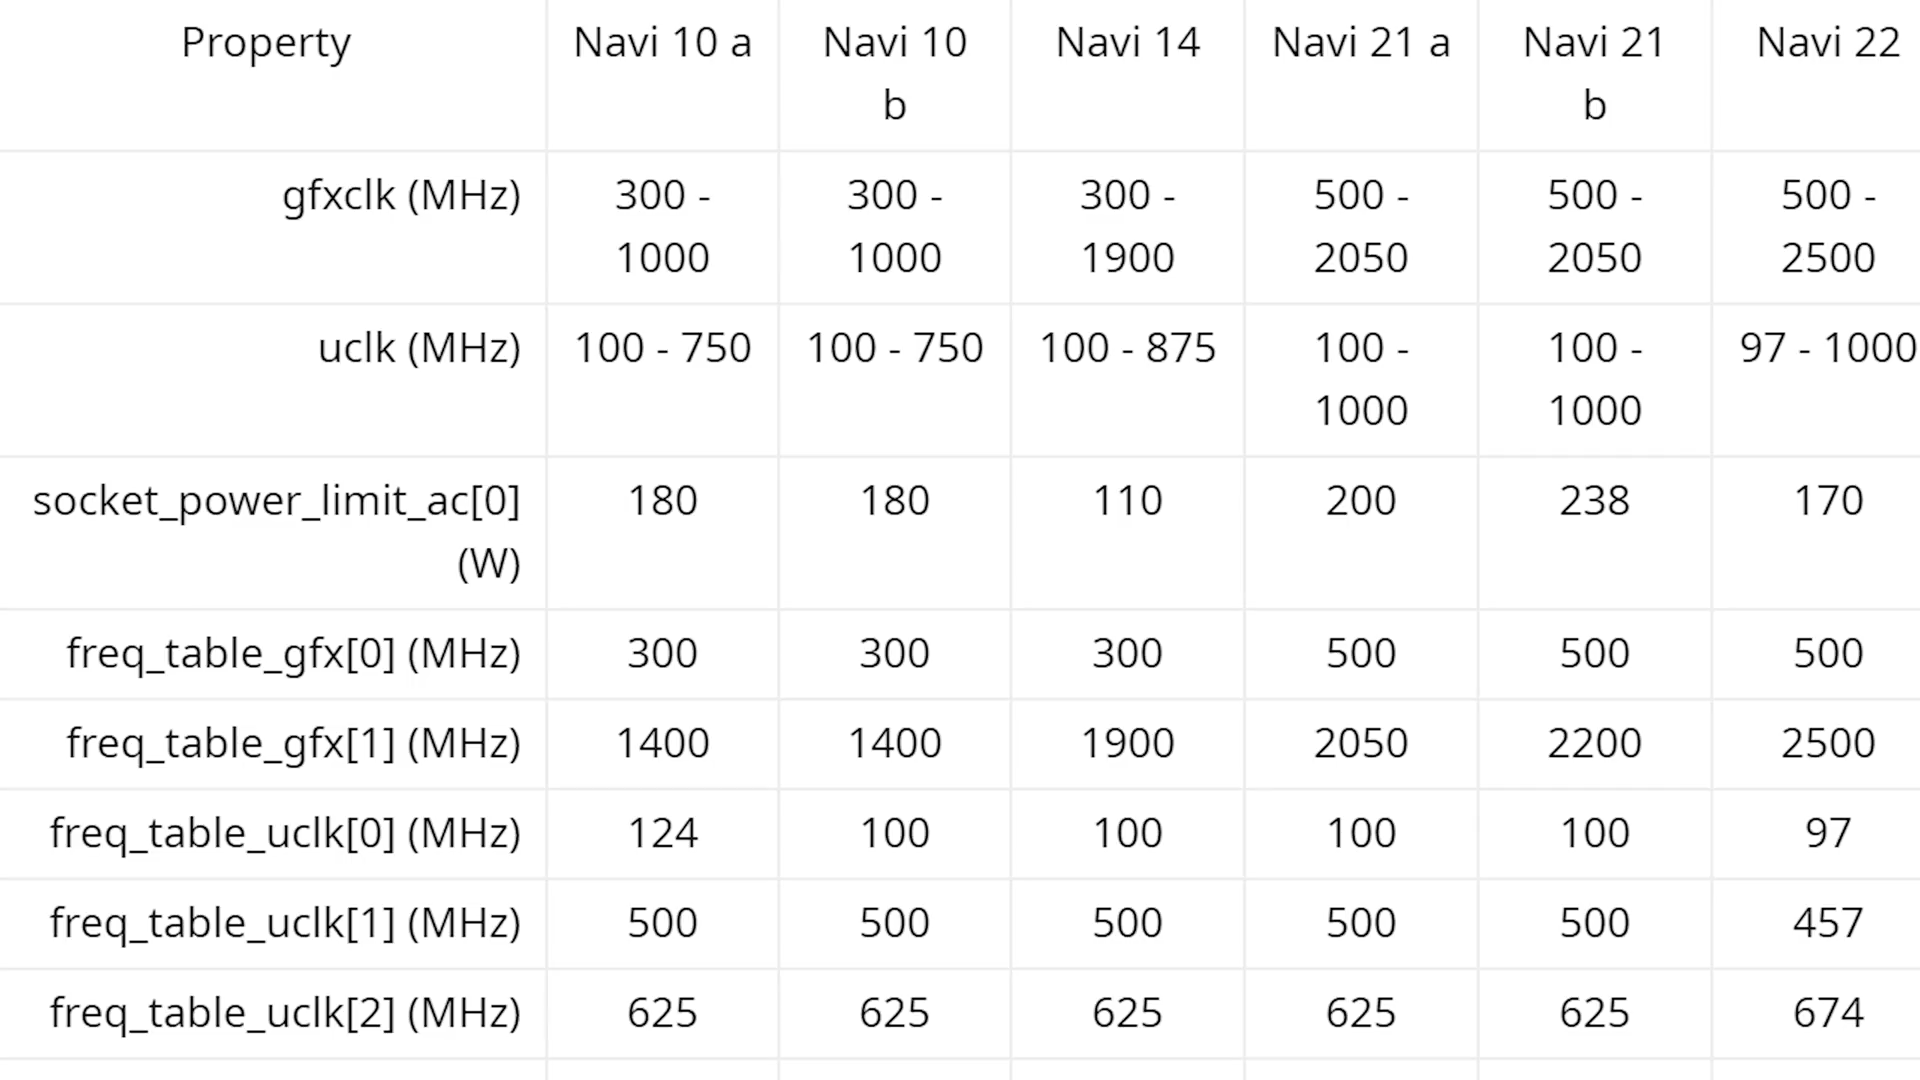 Property Navi 10 a Navi 10 b Navi 14 Navi 21 a Navi 21 b Navi 22
gfxclk (MHz) 300 - 1000 300 - 1000 300 - 1900 500 - 2050 500 - 2050 500 - 2500
uclk (MHz) 100 - 750 100 - 750 100 - 875 100 - 1000 100 - 1000 97 - 1000
socket_power_limit_ac[0] (W) 180 180 110 200 238 170
freq_table_gfx[0] (MHz) 300 300 300 500 500 500
freq_table_gfx[1] (MHz) 1400 1400 1900 2050 2200 2500
freq_table_uclk[0] (MHz) 124 100 100 100 100 97
freq_table_uclk[1] (MHz) 500 500 500 500 500 457
freq_table_uclk[2] (MHz) 625 625 625 625 625 674